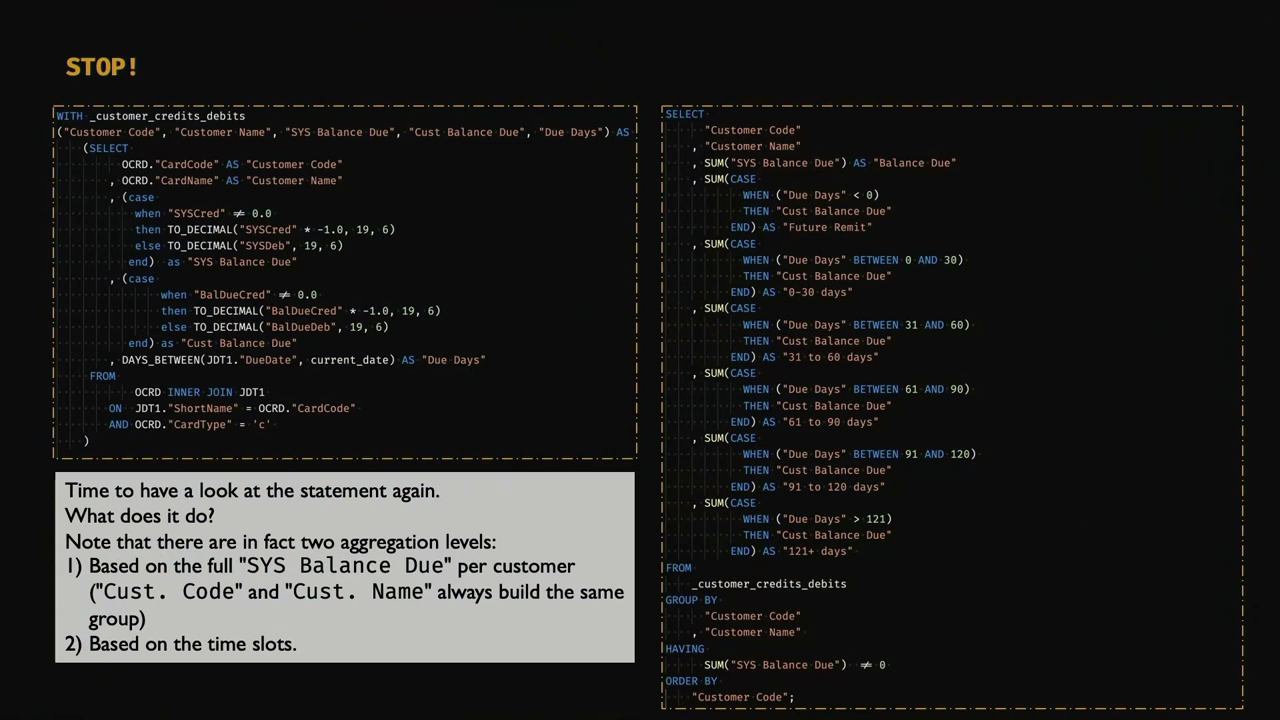 STOP!
WITH _customer_credits_debits
("Customer Code", "Customer Name", "SYS Balance Due", "Cust Balance Due", "Due Days") AS
(SELECT
OCRD."CardCode" AS "Customer Code"
, OCRD."CardName" AS "Customer Name"
, (case
when "SYSCred" ≠ 0.0
then TO_DECIMAL("SYSCred" * -1.0, 19, 6)
else TO_DECIMAL("SYSDeb", 19, 6)
end) as "SYS Balance Due"
, (case
when "BalDueCred" ≠ 0.0
then TO_DECIMAL("BalDueCred" * -1.0, 19, 6)
else TO_DECIMAL("BalDueDeb", 19, 6)
end) as "Cust Balance Due"
, DAYS_BETWEEN(JDT1."DueDate", current_date) AS "Due Days"
FROM
OCRD INNER JOIN JDT1
ON JDT1."ShortName" = OCRD."CardCode"
AND OCRD."CardType" = 'c'
)
Time to have a look at the statement again.
What does it do?
Note that there are in fact two aggregation levels:
1) Based on the full "SYS Balance Due" per customer
("Cust. Code" and "Cust. Name" always build the same
group)
2) Based on the time slots.
SELECT
"Customer Code"
, "Customer Name"
, SUM("SYS Balance Due") AS "Balance Due"
, SUM(CASE
WHEN ("Due Days" < 0)
THEN "Cust Balance Due"
END) AS "Future Remit"
, SUM(CASE
WHEN ("Due Days" BETWEEN 0 AND 30)
THEN "Cust Balance Due"
END) AS "0-30 days"
, SUM(CASE
WHEN ("Due Days" BETWEEN 31 AND 60)
THEN "Cust Balance Due"
END) AS "31 to 60 days"
, SUM(CASE
WHEN ("Due Days" BETWEEN 61 AND 90)
THEN "Cust Balance Due"
END) AS "61 to 90 days"
, SUM(CASE
WHEN ("Due Days" BETWEEN 91 AND 120)
THEN "Cust Balance Due"
END) AS "91 to 120 days"
, SUM(CASE
WHEN ("Due Days" > 121)
THEN "Cust Balance Due"
END) AS "121+ days"
FROM
_customer_credits_debits
GROUP BY
"Customer Code"
, "Customer Name"
HAVING
SUM("SYS Balance Due") ≠ 0
ORDER BY
"Customer Code";